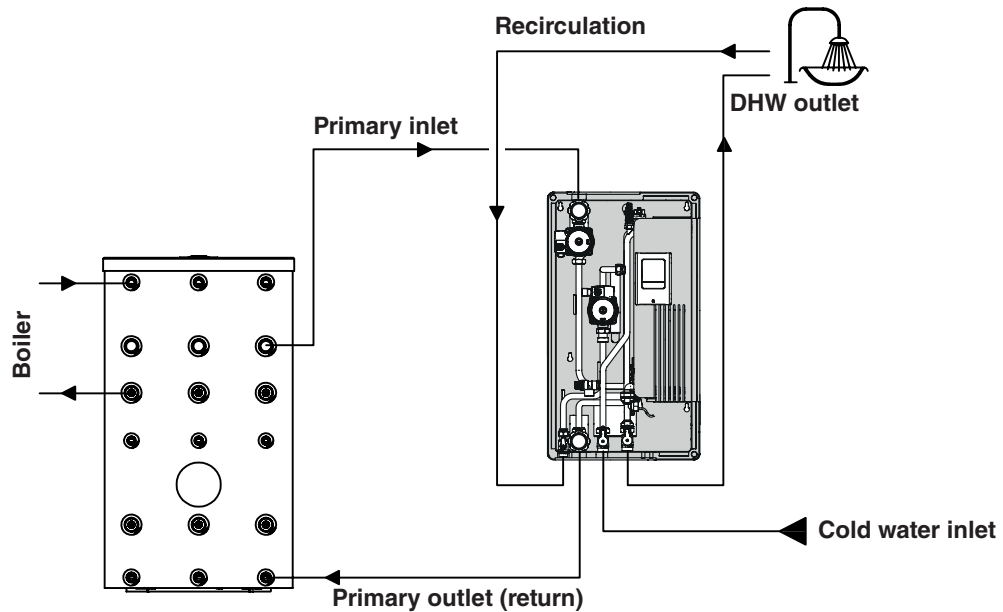 Recirculation
DHW outlet
Primary inlet
Boiler
Cold water inlet
Primary outlet (return)